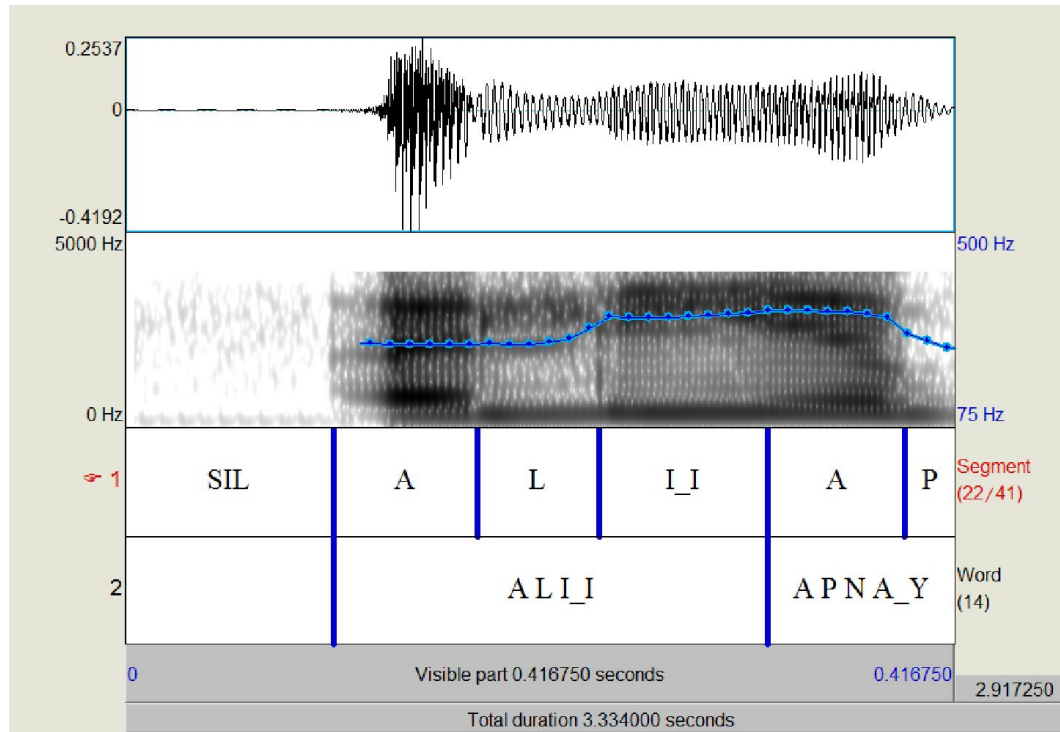 0.2537
0
-0.4192
5000 Hz 500 Hz
0 Hz 75 Hz
☞ 1 SIL A L I_I A P Segment
(22/41)
2 A L I_I A P N A_Y Word
(14)
0 Visible part 0.416750 seconds 0.416750 2.917250
Total duration 3.334000 seconds